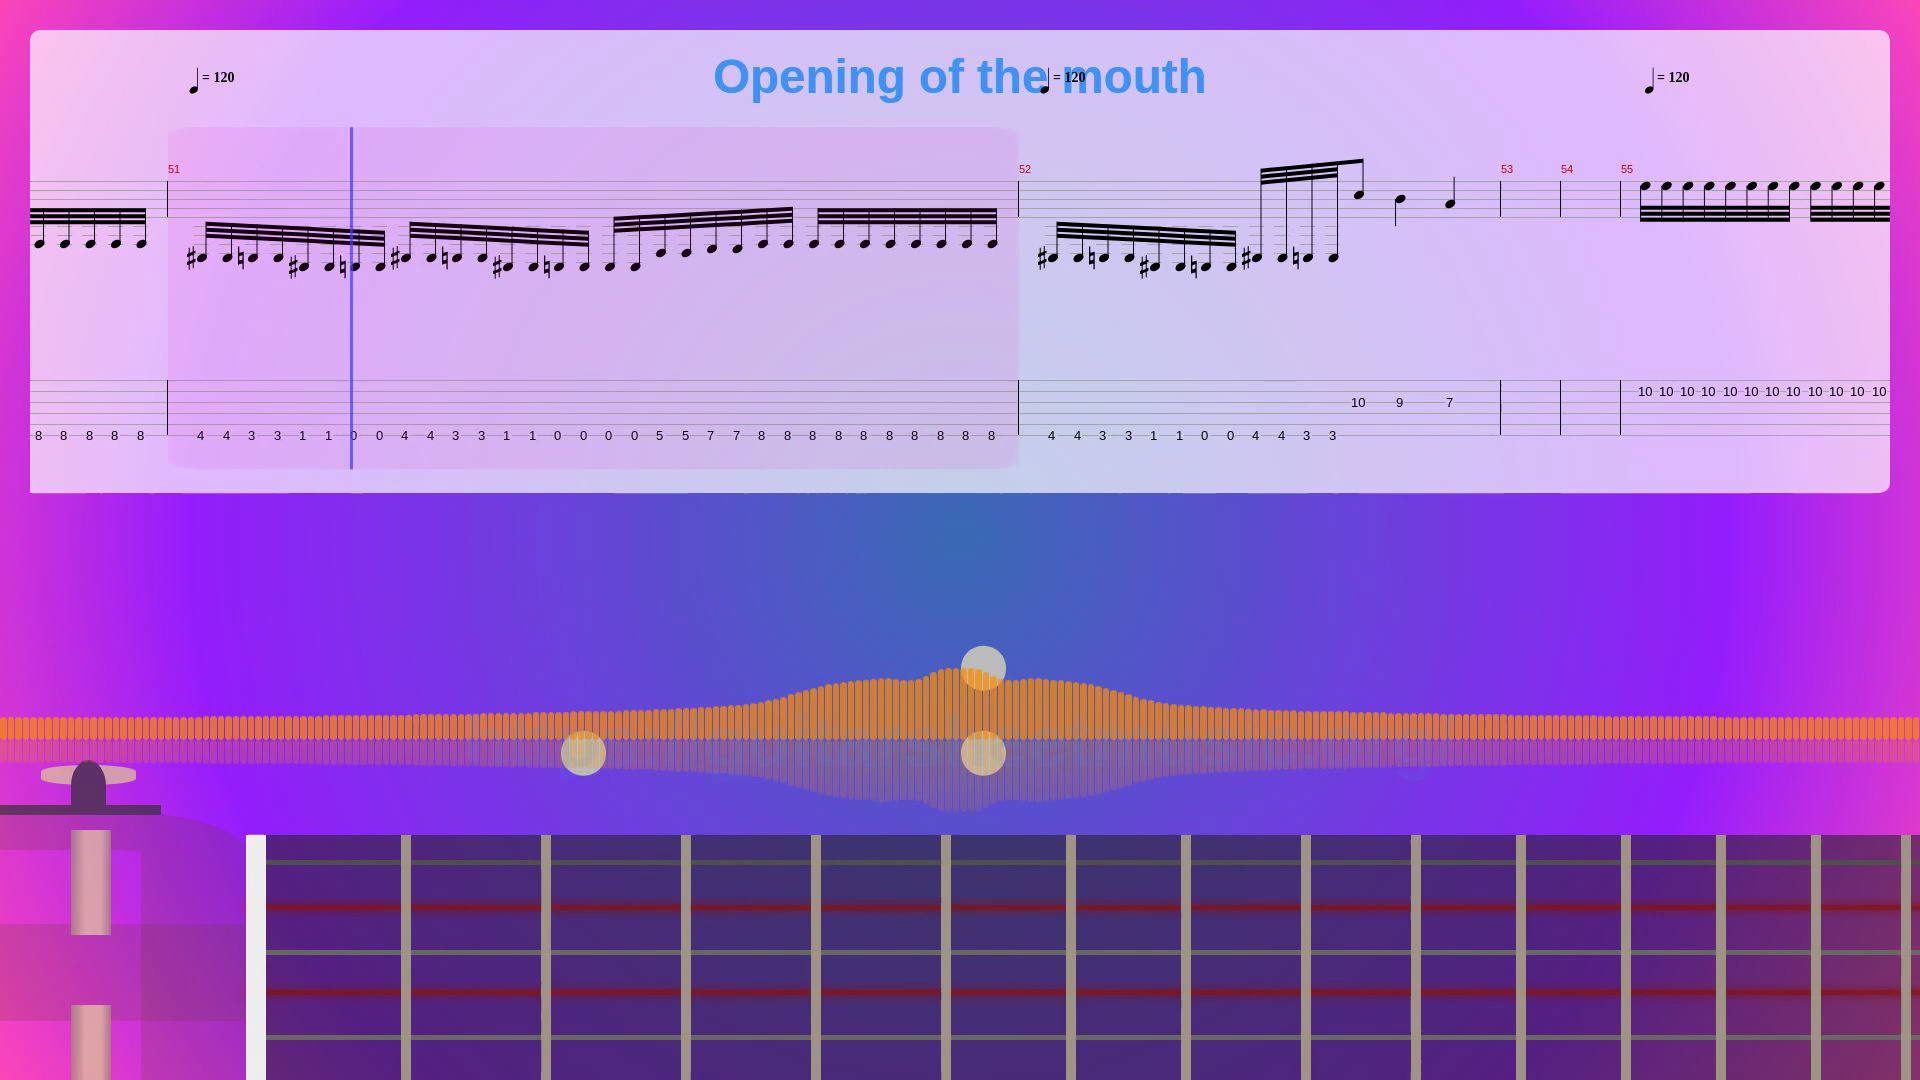 Opening of the mouth
= 120 = 120 = 120
51 52 53 54 55
10 10 10 10 10 10 10 10 10 10 10 10
10 9 7
8 8 8 8 8 4 4 3 3 1 1 0 0 4 4 3 3 1 1 0 0 0 0 5 5 7 7 8 8 8 8 8 8 8 8 8 8 4 4 3 3 1 1 0 0 4 4 3 3